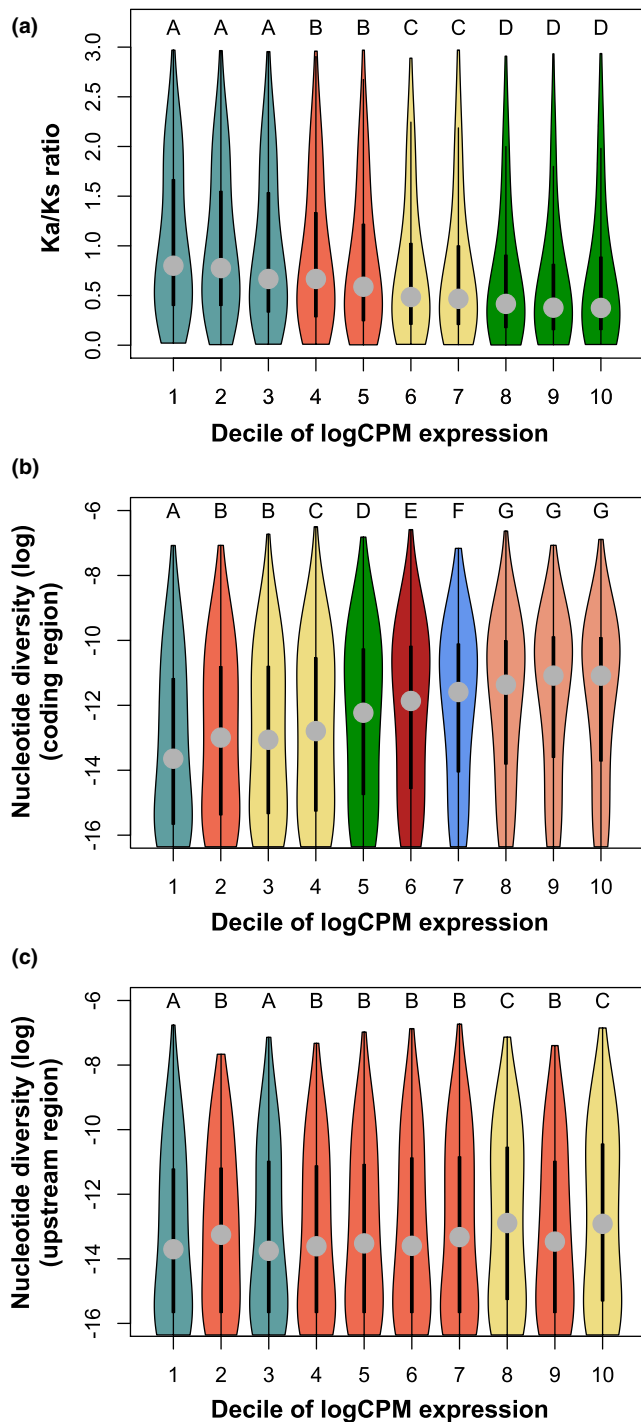 (a)
A A A B B C C D D D
Ka/Ks ratio
3.0
2.5
2.0
1.5
1.0
0.5
0.0
1 2 3 4 5 6 7 8 9 10
Decile of logCPM expression
(b)
A B B C D E F G G G
Nucleotide diversity (log)
(coding region)
-6
-8
-10
-12
-14
-16
1 2 3 4 5 6 7 8 9 10
Decile of logCPM expression
(c)
A B A B B B B C B C
Nucleotide diversity (log)
(upstream region)
-6
-8
-10
-12
-14
-16
1 2 3 4 5 6 7 8 9 10
Decile of logCPM expression